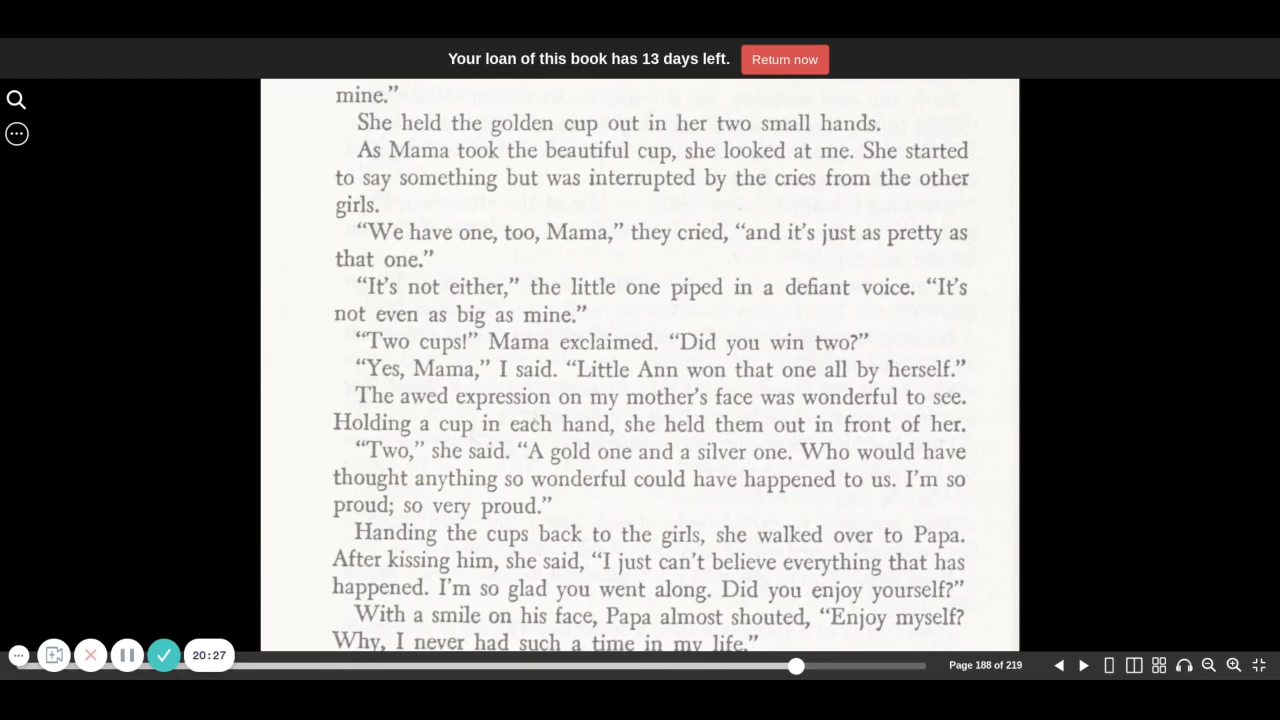 Your loan of this book has 13 days left. Return now
mine.”
She held the golden cup out in her two small hands.
As Mama took the beautiful cup, she looked at me. She started
to say something but was interrupted by the cries from the other
girls.
“We have one, too, Mama,” they cried, “and it’s just as pretty as
that one.”
“It’s not either,” the little one piped in a defiant voice. “It’s
not even as big as mine.”
“Two cups!” Mama exclaimed. “Did you win two?”
“Yes, Mama,” I said. “Little Ann won that one all by herself.”
The awed expression on my mother’s face was wonderful to see.
Holding a cup in each hand, she held them out in front of her.
“Two,” she said. “A gold one and a silver one. Who would have
thought anything so wonderful could have happened to us. I’m so
proud; so very proud.”
Handing the cups back to the girls, she walked over to Papa.
After kissing him, she said, “I just can’t believe everything that has
happened. I’m so glad you went along. Did you enjoy yourself?”
With a smile on his face, Papa almost shouted, “Enjoy myself?
Why, I never had such a time in my life.”
20:27
Page 188 of 219